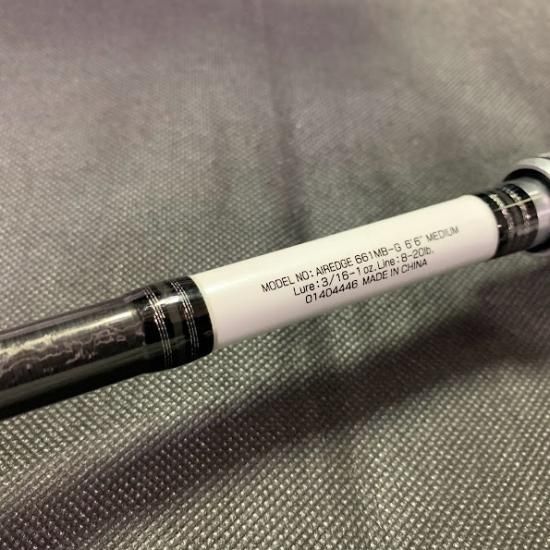 MODEL NO: AIREDGE 661MB-G 6'6" MEDIUM
Lure:3/16-1oz.Line:8-20lb.
01404446 MADE IN CHINA